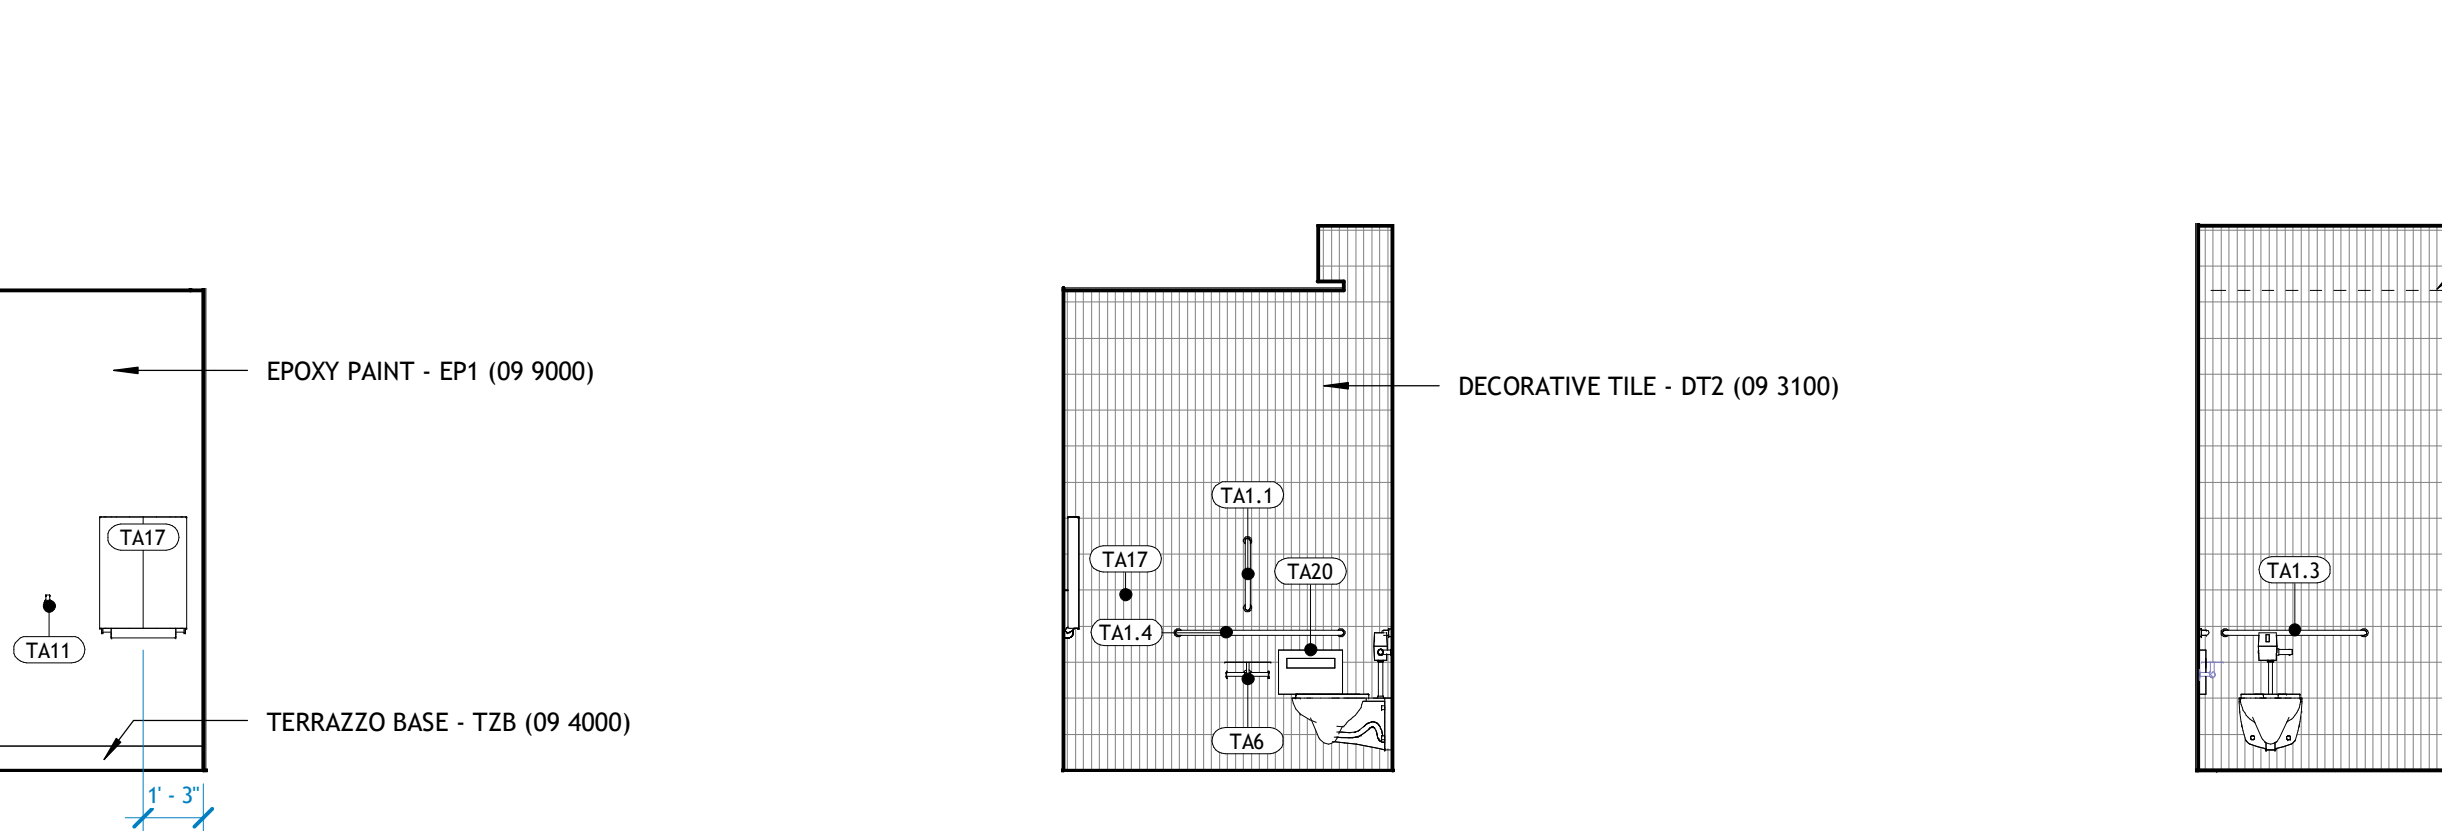 EPOXY PAINT - EP1 (09 9000)
DECORATIVE TILE - DT2 (09 3100)
TA1.1
TA17
TA17
TA20
TA1.3
TA1.4
TA11
TERRAZZO BASE - TZB (09 4000)
TA6
1' - 3"